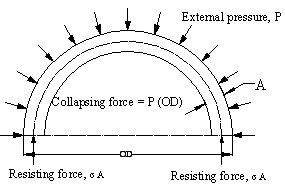 External pressure, P
A
Collapsing force = P (OD)
OD
Resisting force, σ A
Resisting force, σ A